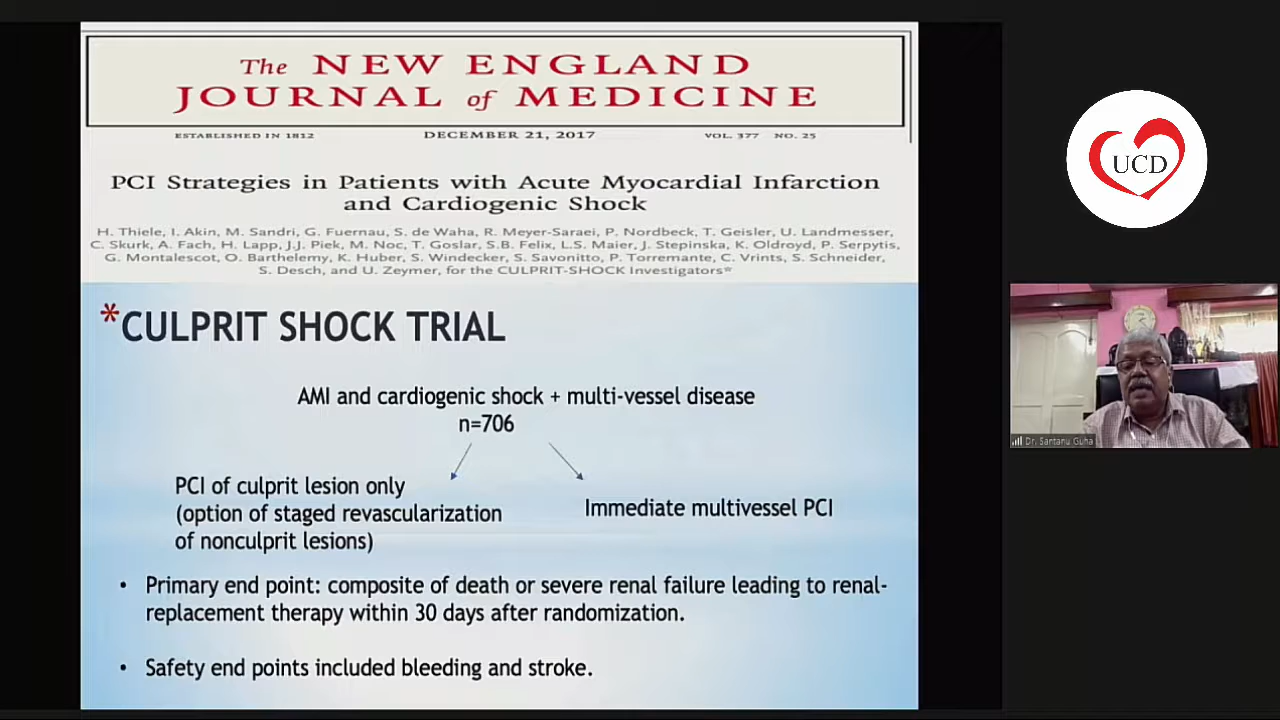 The NEW ENGLAND
JOURNAL of MEDICINE
ESTABLISHED IN 1812 DECEMBER 21, 2017 VOL. 377 NO. 25
PCI Strategies in Patients with Acute Myocardial Infarction
and Cardiogenic Shock
H. Thiele, I. Akin, M. Sandri, G. Fuernau, S. de Waha, R. Meyer-Saraei, P. Nordbeck, T. Geisler, U. Landmesser,
C. Skurk, A. Fach, H. Lapp, J.J. Piek, M. Noc, T. Goslar, S.B. Felix, L.S. Maier, J. Stepinska, K. Oldroyd, P. Serpytis,
G. Montalescot, O. Barthelemy, K. Huber, S. Windecker, S. Savonitto, P. Torremante, C. Vrints, S. Schneider,
S. Desch, and U. Zeymer, for the CULPRIT-SHOCK Investigators*
*CULPRIT SHOCK TRIAL
AMI and cardiogenic shock + multi-vessel disease
n=706
PCI of culprit lesion only
(option of staged revascularization
of nonculprit lesions)
Immediate multivessel PCI
• Primary end point: composite of death or severe renal failure leading to renal-
replacement therapy within 30 days after randomization.
• Safety end points included bleeding and stroke.
UCD
Dr. Santanu Guha